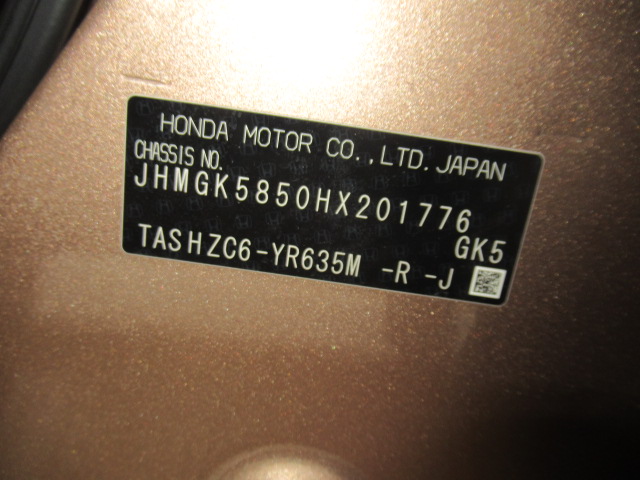 HONDA MOTOR CO.,LTD. JAPAN
CHASSIS NO.
JHMGK5850HX201776
GK5
TASHZC6-YR635M -R -J